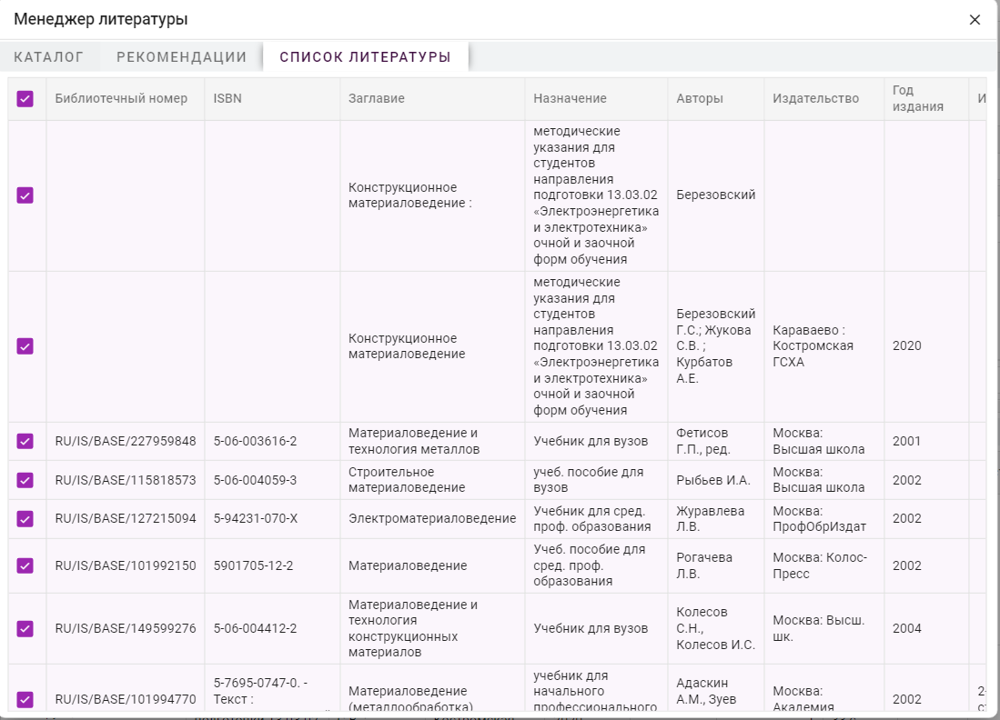 Менеджер литературы
КАТАЛОГ РЕКОМЕНДАЦИИ СПИСОК ЛИТЕРАТУРЫ
Библиотечный номер ISBN Заглавие Назначение Авторы Издательство Год
издания И
Конструкционное
материаловедение :
методические
указания для
студентов
направления
подготовки 13.03.02
«Электроэнергетика
и электротехника»
очной и заочной
форм обучения
Березовский
Конструкционное
материаловедение
методические
указания для
студентов
направления
подготовки 13.03.02
«Электроэнергетика
и электротехника»
очной и заочной
форм обучения
Березовский
Г.С.; Жукова
С.В. ;
Курбатов
А.Е.
Караваево :
Костромская
ГСХА
2020
RU/IS/BASE/227959848
5-06-003616-2
Материаловедение и
технология металлов
Учебник для вузов
Фетисов
Г.П., ред.
Москва:
Высшая школа
2001
RU/IS/BASE/115818573
5-06-004059-3
Строительное
материаловедение
учеб. пособие для
вузов
Рыбьев И.А.
Москва:
Высшая школа
2002
RU/IS/BASE/127215094
5-94231-070-X
Электроматериаловедение
Учебник для сред.
проф. образования
Журавлева
Л.В.
Москва:
ПрофОбрИздат
2002
RU/IS/BASE/101992150
5901705-12-2
Материаловедение
Учеб. пособие для
сред. проф.
образования
Рогачева
Л.В.
Москва: Колос-
Пресс
2002
RU/IS/BASE/149599276
5-06-004412-2
Материаловедение и
технология
конструкционных
материалов
Учебник для вузов
Колесов
С.Н.,
Колесов И.С.
Москва: Высш.
шк.
2004
RU/IS/BASE/101994770
5-7695-0747-0. -
Текст :
Материаловедение
(металлообработка)
учебник для
начального
профессионального
Адаскин
А.М., Зуев
Москва:
Академия
2002
2-